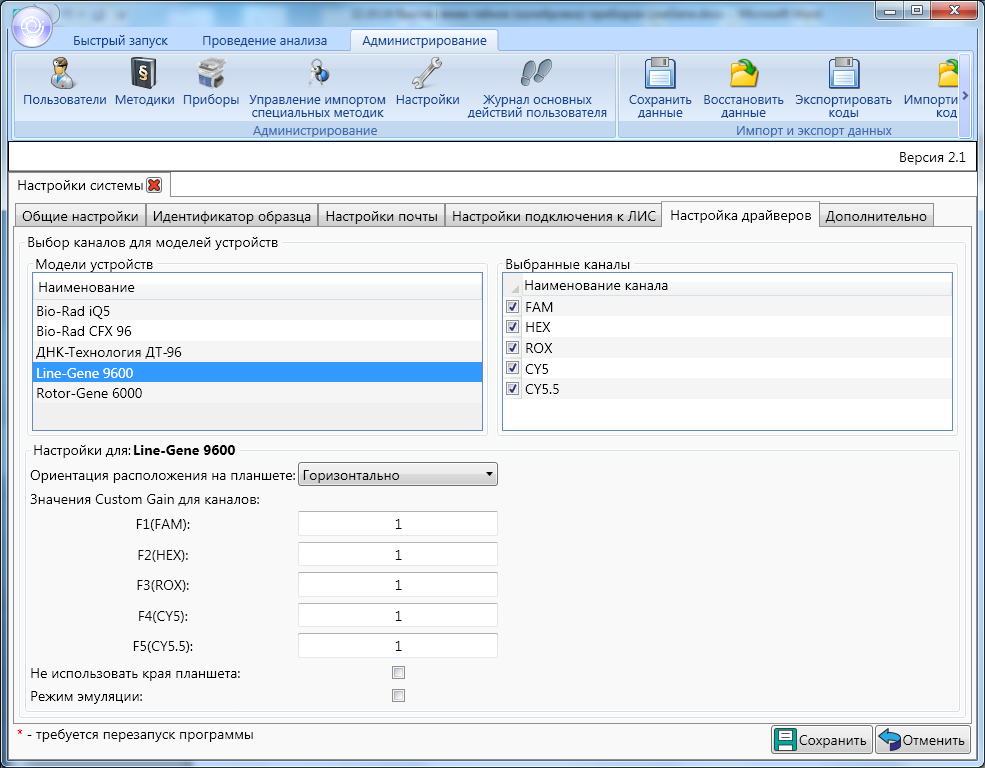 Быстрый запуск Проведение анализа Администрирование
Пользователи Методики Приборы Управление импортом специальных методик Настройки Журнал основных действий пользователя Сохранить данные Восстановить данные Экспортировать коды Импорти код
Администрирование Импорт и экспорт данных
Версия 2.1
Настройки системы
Общие настройки Идентификатор образца Настройки почты Настройки подключения к ЛИС Настройка драйверов Дополнительно
Выбор каналов для моделей устройств
Модели устройств
Наименование
Bio-Rad iQ5
Bio-Rad CFX 96
ДНК-Технология ДТ-96
Line-Gene 9600
Rotor-Gene 6000
Выбранные каналы
Наименование канала
FAM
HEX
ROX
CY5
CY5.5
Настройки для: Line-Gene 9600
Ориентация расположения на планшете: Горизонтально
Значения Custom Gain для каналов:
F1(FAM): 1
F2(HEX): 1
F3(ROX): 1
F4(CY5): 1
F5(CY5.5): 1
Не использовать края планшета:
Режим эмуляции:
* - требуется перезапуск программы
Сохранить Отменить